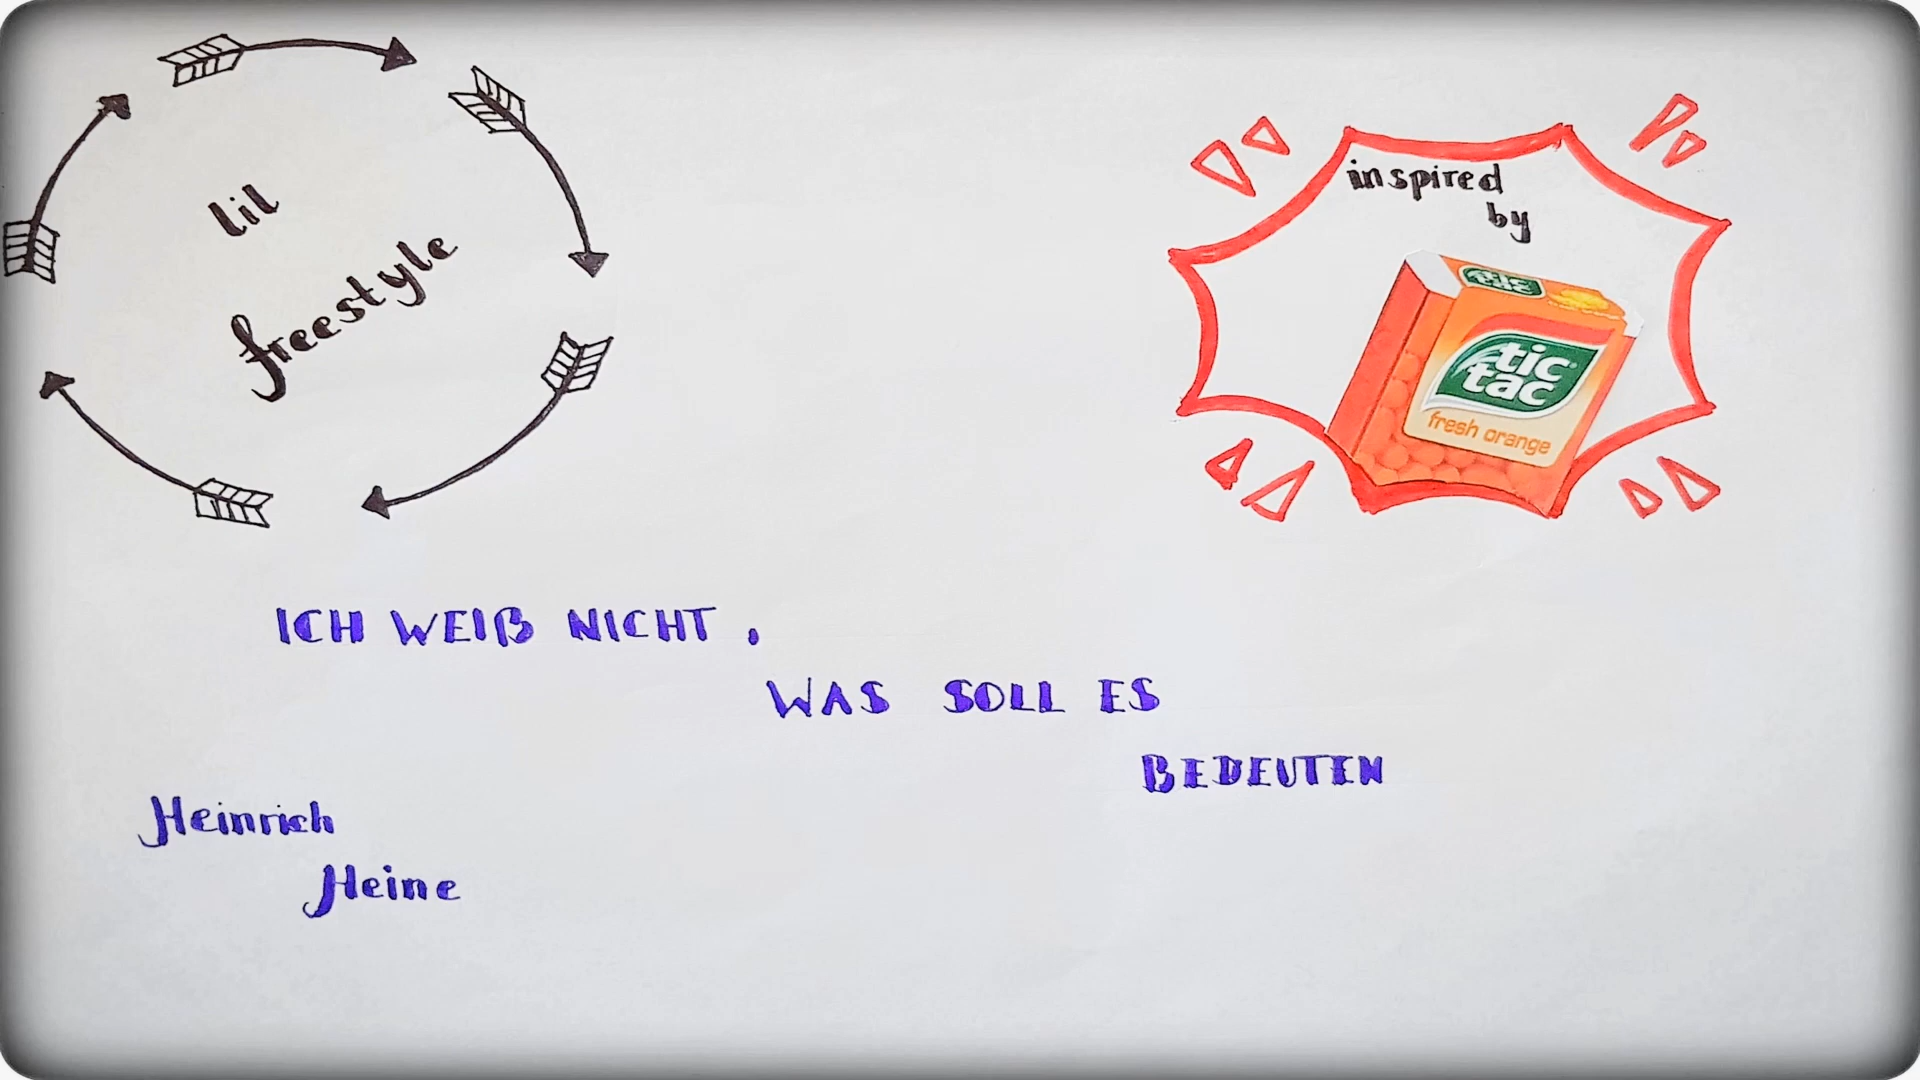 lil
freestyle
inspired
by
tic tac
tic
tac
fresh orange
ICH WEIß NICHT,
WAS SOLL ES
BEDEUTEN
Heinrich
Heine